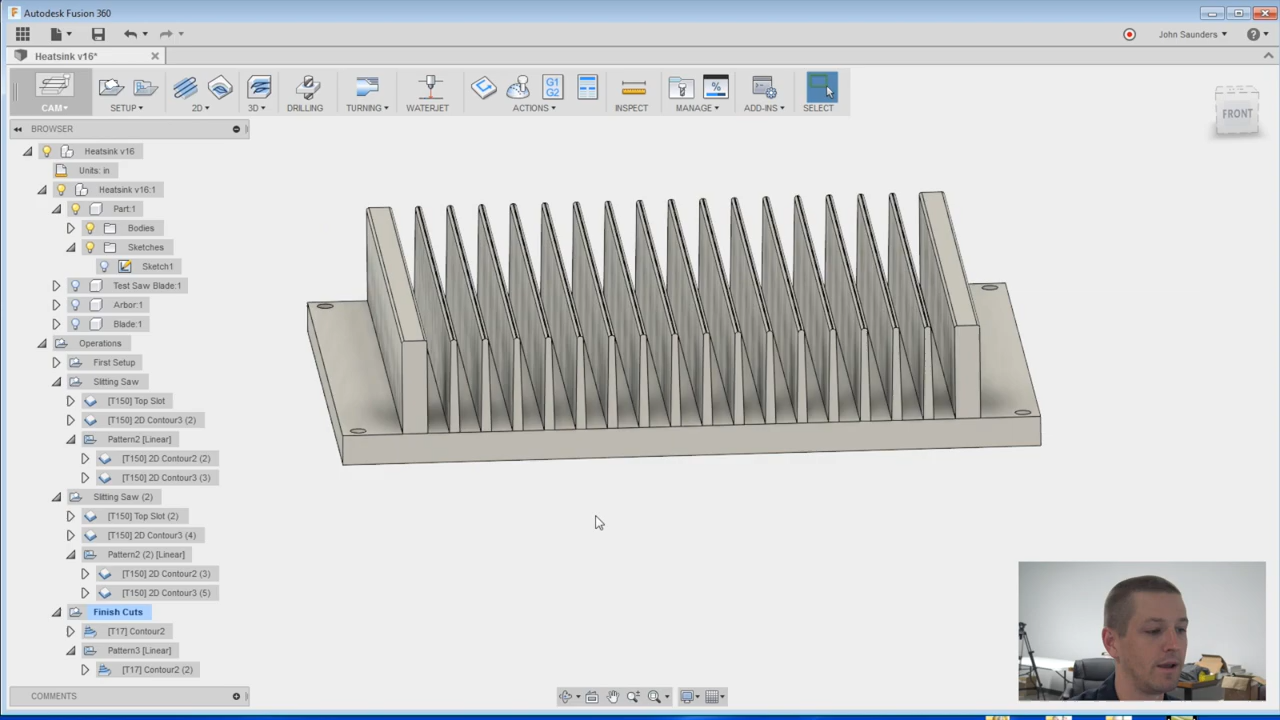 Autodesk Fusion 360
John Saunders
Heatsink v16*
G1
G2
%
CAM
SETUP
2D
3D
DRILLING
TURNING
WATERJET
ACTIONS
INSPECT
MANAGE
ADD-INS
SELECT
BROWSER
FRONT
Heatsink v16
Units: in
Heatsink v16:1
Part:1
Bodies
Sketches
Sketch1
Test Saw Blade:1
Arbor:1
Blade:1
Operations
First Setup
Slitting Saw
[T150] Top Slot
[T150] 2D Contour3 (2)
Pattern2 [Linear]
[T150] 2D Contour2 (2)
[T150] 2D Contour3 (3)
Slitting Saw (2)
[T150] Top Slot (2)
[T150] 2D Contour3 (4)
Pattern2 (2) [Linear]
[T150] 2D Contour2 (3)
[T150] 2D Contour3 (5)
Finish Cuts
[T17] Contour2
Pattern3 [Linear]
[T17] Contour2 (2)
COMMENTS